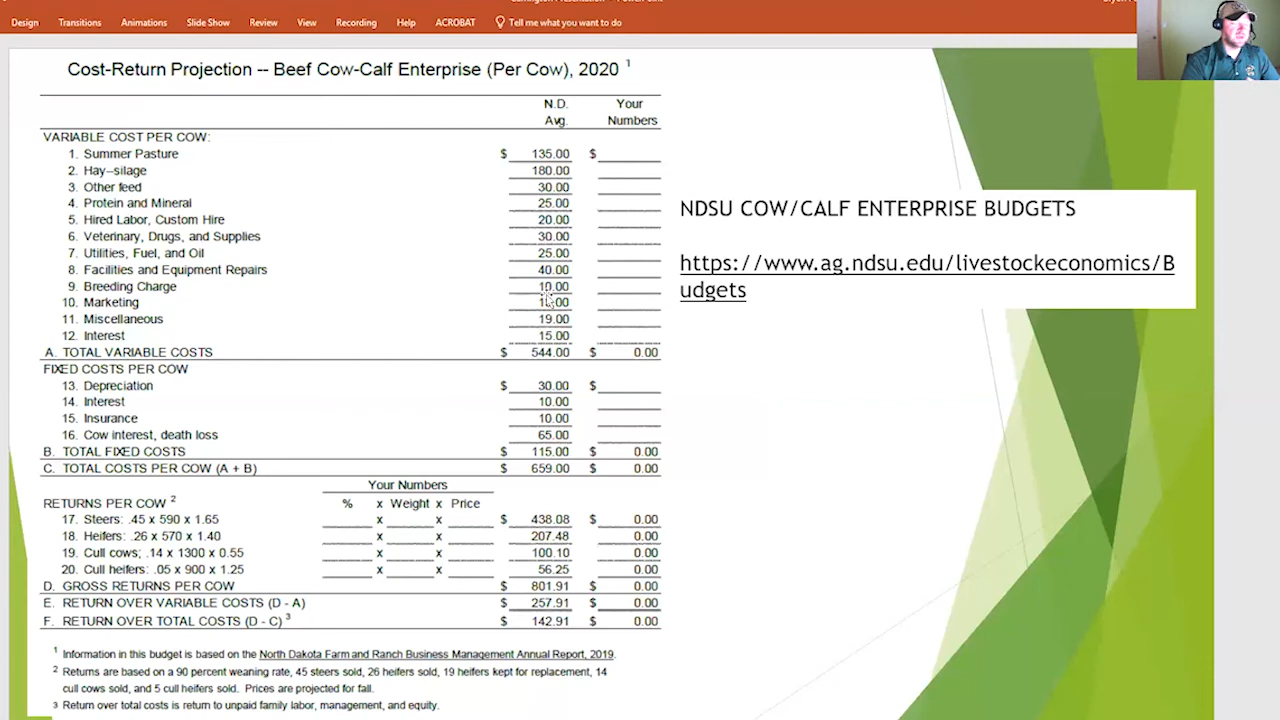 Design Transitions Animations Slide Show Review View Recording Help ACROBAT Tell me what you want to do
Cost-Return Projection -- Beef Cow-Calf Enterprise (Per Cow), 2020 1
N.D. Your
Avg. Numbers
VARIABLE COST PER COW:
1. Summer Pasture $ 135.00 $
2. Hay--silage 180.00
3. Other feed 30.00
4. Protein and Mineral 25.00
5. Hired Labor, Custom Hire 20.00
6. Veterinary, Drugs, and Supplies 30.00
7. Utilities, Fuel, and Oil 25.00
8. Facilities and Equipment Repairs 40.00
9. Breeding Charge 10.00
10. Marketing
11. Miscellaneous 19.00
12. Interest 15.00
A. TOTAL VARIABLE COSTS $ 544.00 $ 0.00
FIXED COSTS PER COW
13. Depreciation $ 30.00 $
14. Interest 10.00
15. Insurance 10.00
16. Cow interest, death loss 65.00
B. TOTAL FIXED COSTS $ 115.00 $ 0.00
C. TOTAL COSTS PER COW (A + B) $ 659.00 $ 0.00
Your Numbers
RETURNS PER COW 2 % x Weight x Price
17. Steers: .45 x 590 x 1.65 x x $ 438.08 $ 0.00
18. Heifers: .26 x 570 x 1.40 x x 207.48 0.00
19. Cull cows; .14 x 1300 x 0.55 x x 100.10 0.00
20. Cull heifers: .05 x 900 x 1.25 x x 56.25 0.00
D. GROSS RETURNS PER COW $ 801.91 $ 0.00
E. RETURN OVER VARIABLE COSTS (D - A) $ 257.91 $ 0.00
F. RETURN OVER TOTAL COSTS (D - C) 3 $ 142.91 $ 0.00
1 Information in this budget is based on the North Dakota Farm and Ranch Business Management Annual Report, 2019.
2 Returns are based on a 90 percent weaning rate, 45 steers sold, 26 heifers sold, 19 heifers kept for replacement, 14
cull cows sold, and 5 cull heifers sold. Prices are projected for fall.
3 Return over total costs is return to unpaid family labor, management, and equity.
NDSU COW/CALF ENTERPRISE BUDGETS
https://www.ag.ndsu.edu/livestockeconomics/B
udgets